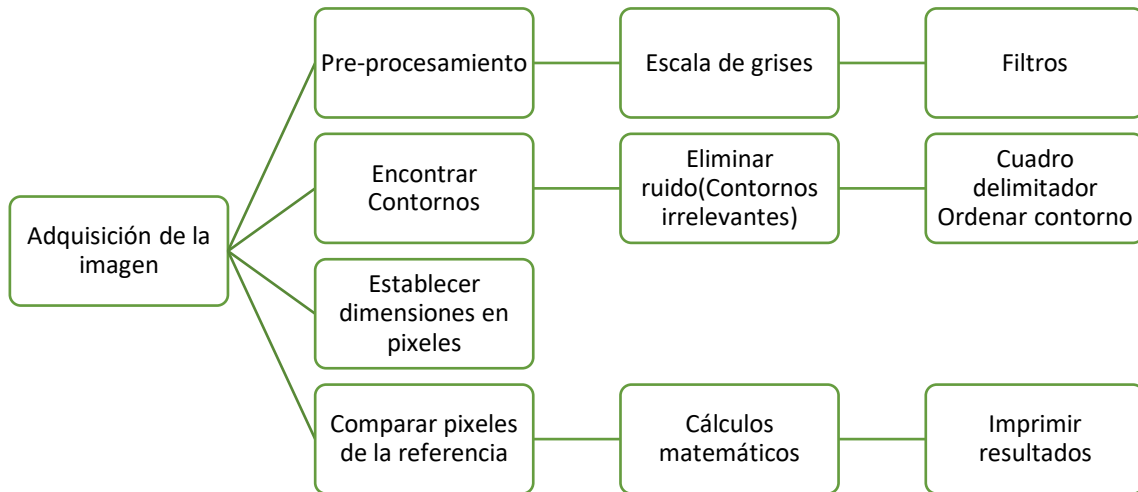 Pre-procesamiento
Escala de grises
Filtros
Encontrar
Contornos
Eliminar
ruido(Contornos
irrelevantes)
Cuadro
delimitador
Ordenar contorno
Adquisición de la
imagen
Establecer
dimensiones en
pixeles
Comparar pixeles
de la referencia
Cálculos
matemáticos
Imprimir
resultados